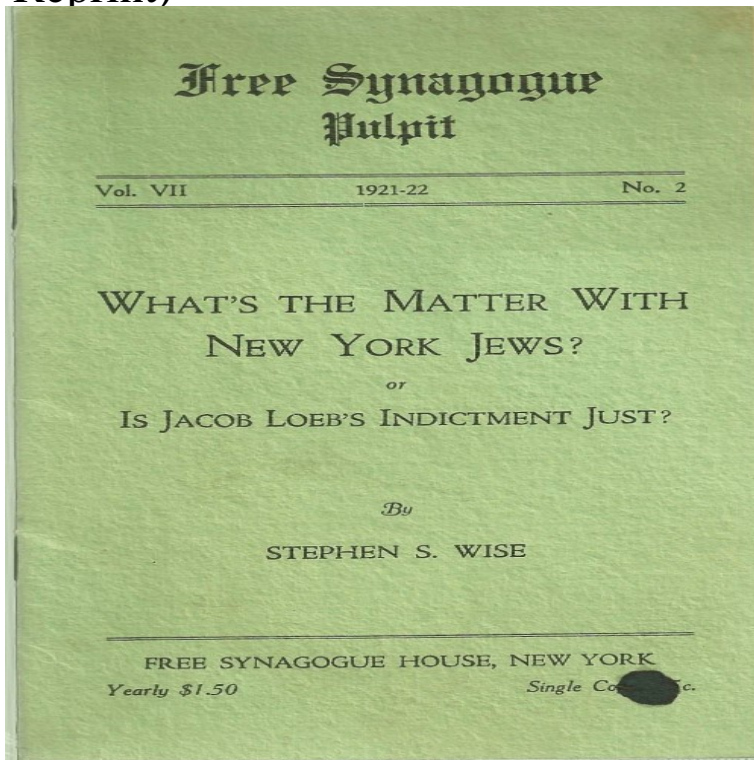 Reprint)
Free Synagogue
Pulpit
Vol. VII 1921-22 No. 2
WHAT'S THE MATTER WITH
NEW YORK JEWS?
or
IS JACOB LOEB'S INDICTMENT JUST?
By
STEPHEN S. WISE
FREE SYNAGOGUE HOUSE, NEW YORK
Yearly $1.50 Single